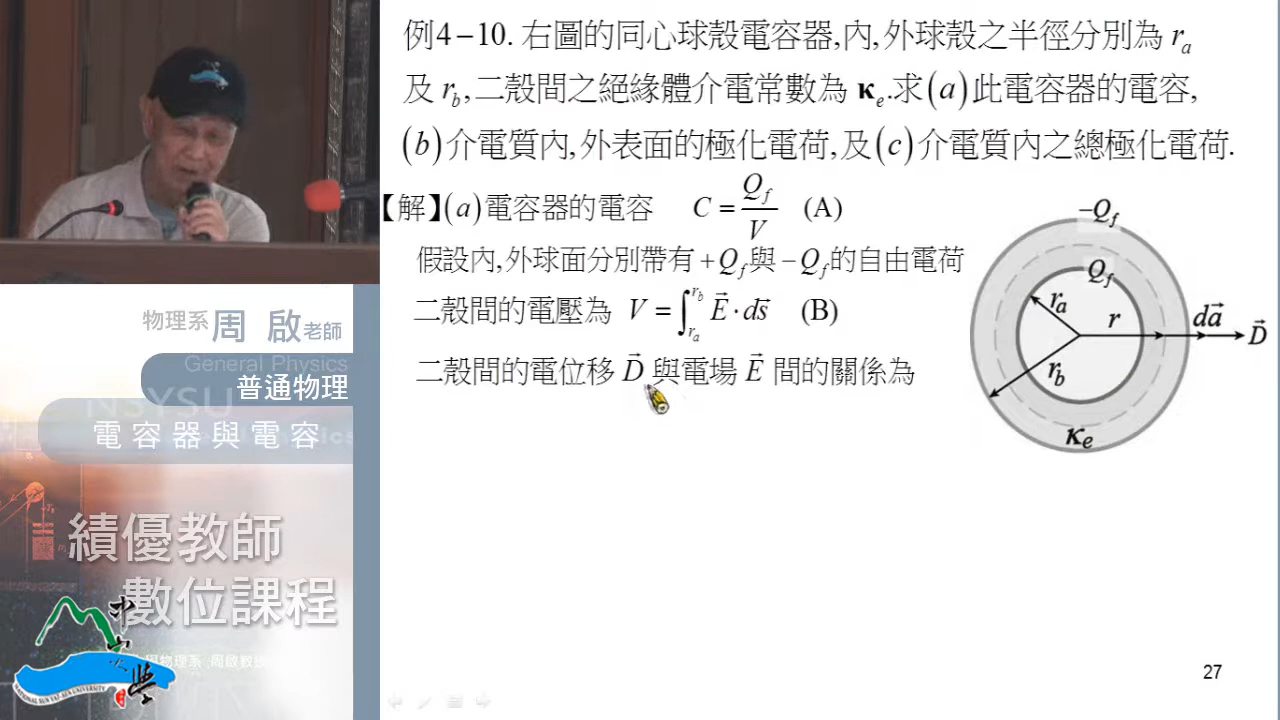 例4-10. 右圖的同心球殼電容器,內,外球殼之半徑分別為 r_a
及 r_b,二殼間之絕緣體介電常數為 κ_e.求(a)此電容器的電容,
(b)介電質內,外表面的極化電荷,及(c)介電質內之總極化電荷.
【解】(a)電容器的電容 C = Q_f / V (A)
假設內,外球面分別帶有 +Q_f與 −Q_f的自由電荷
二殼間的電壓為 V = ∫_{r_a}^{r_b} E⃗ · ds⃗ (B)
二殼間的電位移 D⃗ 與電場 E⃗ 間的關係為
−Q_f
Q_f
r_a
r
da⃗
D⃗
r_b
κ_e
27
物理系 周 啟 老師
General Physics
普通物理
NSYSU
電容器與電容
績優教師
數位課程